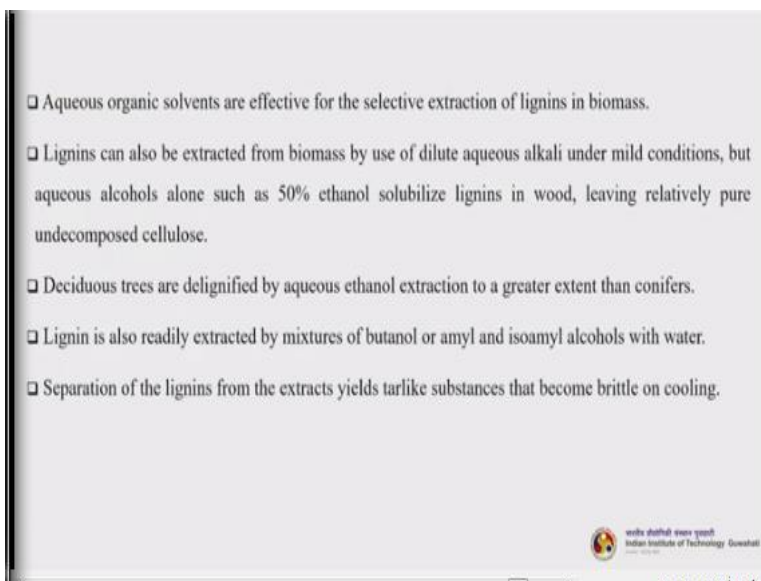 ❑ Aqueous organic solvents are effective for the selective extraction of lignins in biomass.
❑ Lignins can also be extracted from biomass by use of dilute aqueous alkali under mild conditions, but
aqueous alcohols alone such as 50% ethanol solubilize lignins in wood, leaving relatively pure
undecomposed cellulose.
❑ Deciduous trees are delignified by aqueous ethanol extraction to a greater extent than conifers.
❑ Lignin is also readily extracted by mixtures of butanol or amyl and isoamyl alcohols with water.
❑ Separation of the lignins from the extracts yields tarlike substances that become brittle on cooling.
Indian Institute of Technology Guwahati